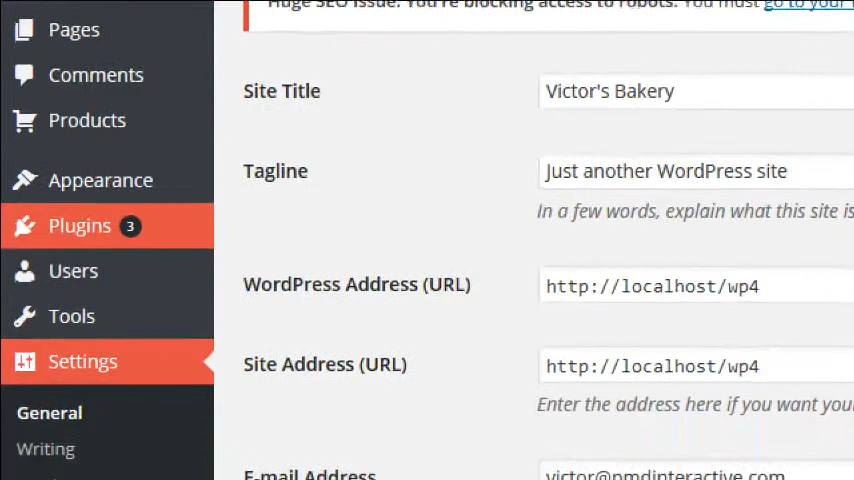 Huge SEO Issue: You're blocking access to robots. You must go to your
Pages
Comments
Products
Appearance
Plugins 3
Users
Tools
Settings
General
Writing
Site Title Victor's Bakery
Tagline Just another WordPress site
In a few words, explain what this site is
WordPress Address (URL) http://localhost/wp4
Site Address (URL) http://localhost/wp4
Enter the address here if you want your
E-mail Address victor@pmdinteractive.com